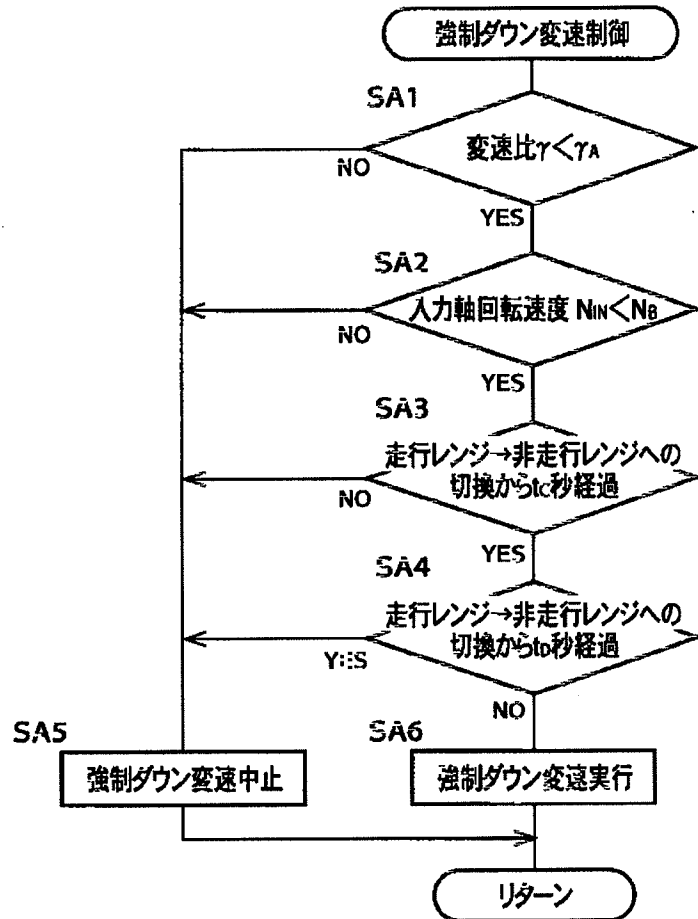 強制ダウン変速制御
SA1
変速比γ<γA
NO
YES
SA2
入力軸回転速度 NIN<NB
NO
YES
SA3
走行レンジ→非走行レンジへの
切換からtc秒経過
NO
YES
SA4
走行レンジ→非走行レンジへの
切換からtD秒経過
YES
NO
SA5
SA6
強制ダウン変速中止
強制ダウン変速実行
リターン